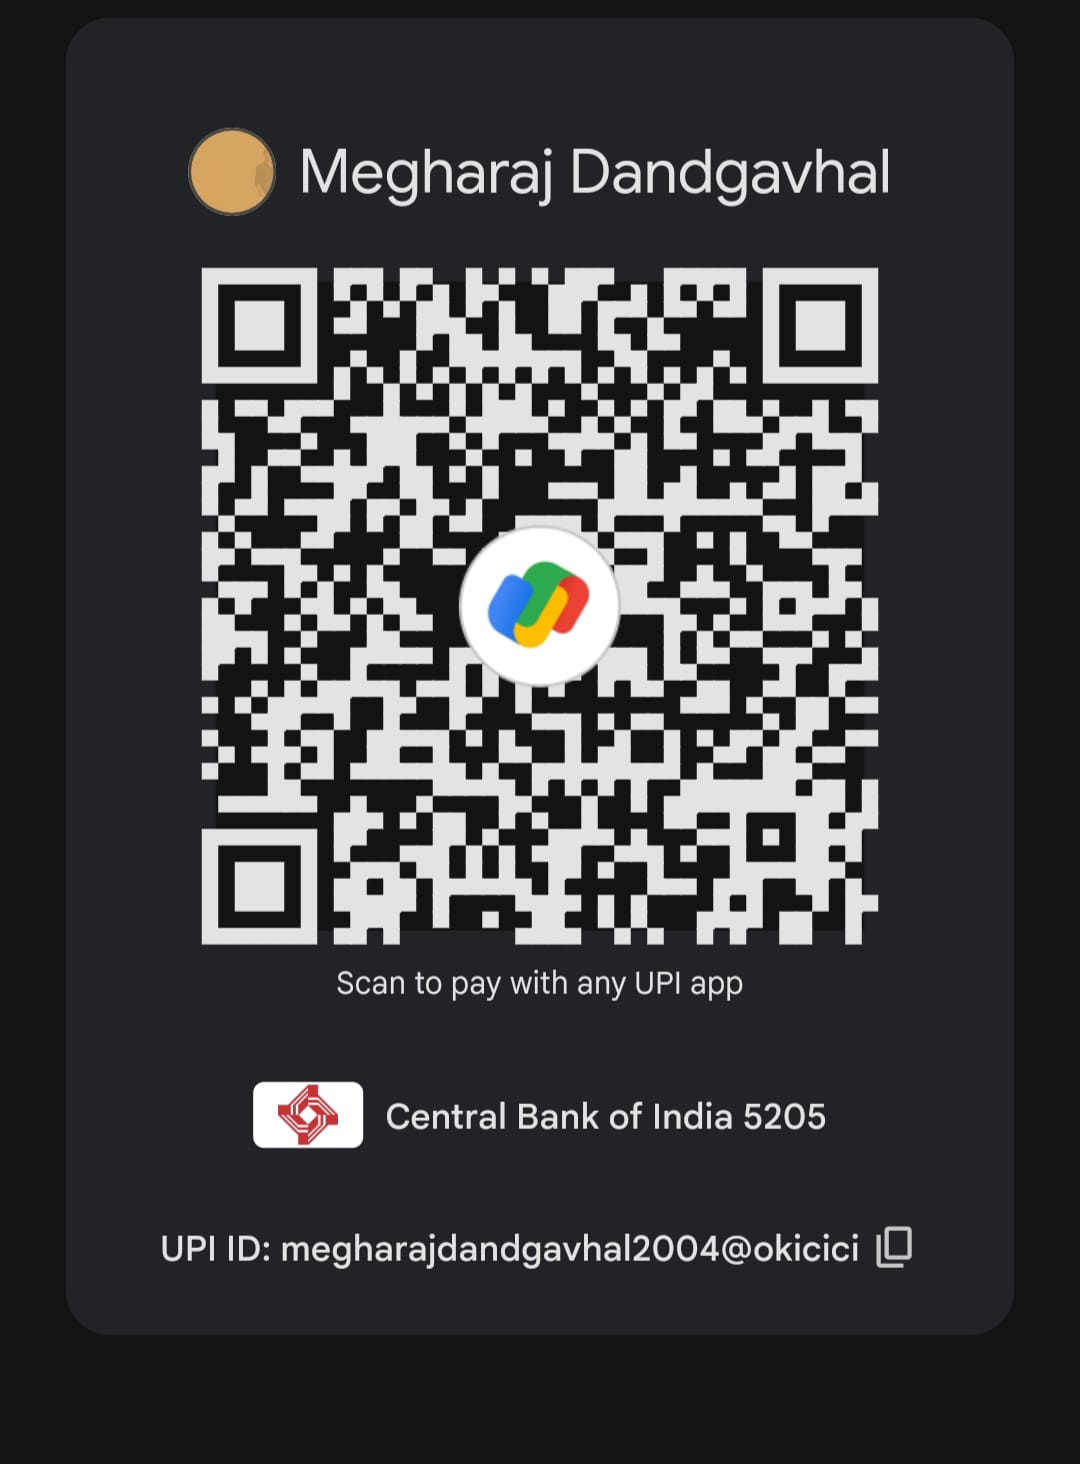 Megharaj Dandgavhal
Scan to pay with any UPI app
Central Bank of India 5205
UPI ID: megharajdandgavhal2004@okicici